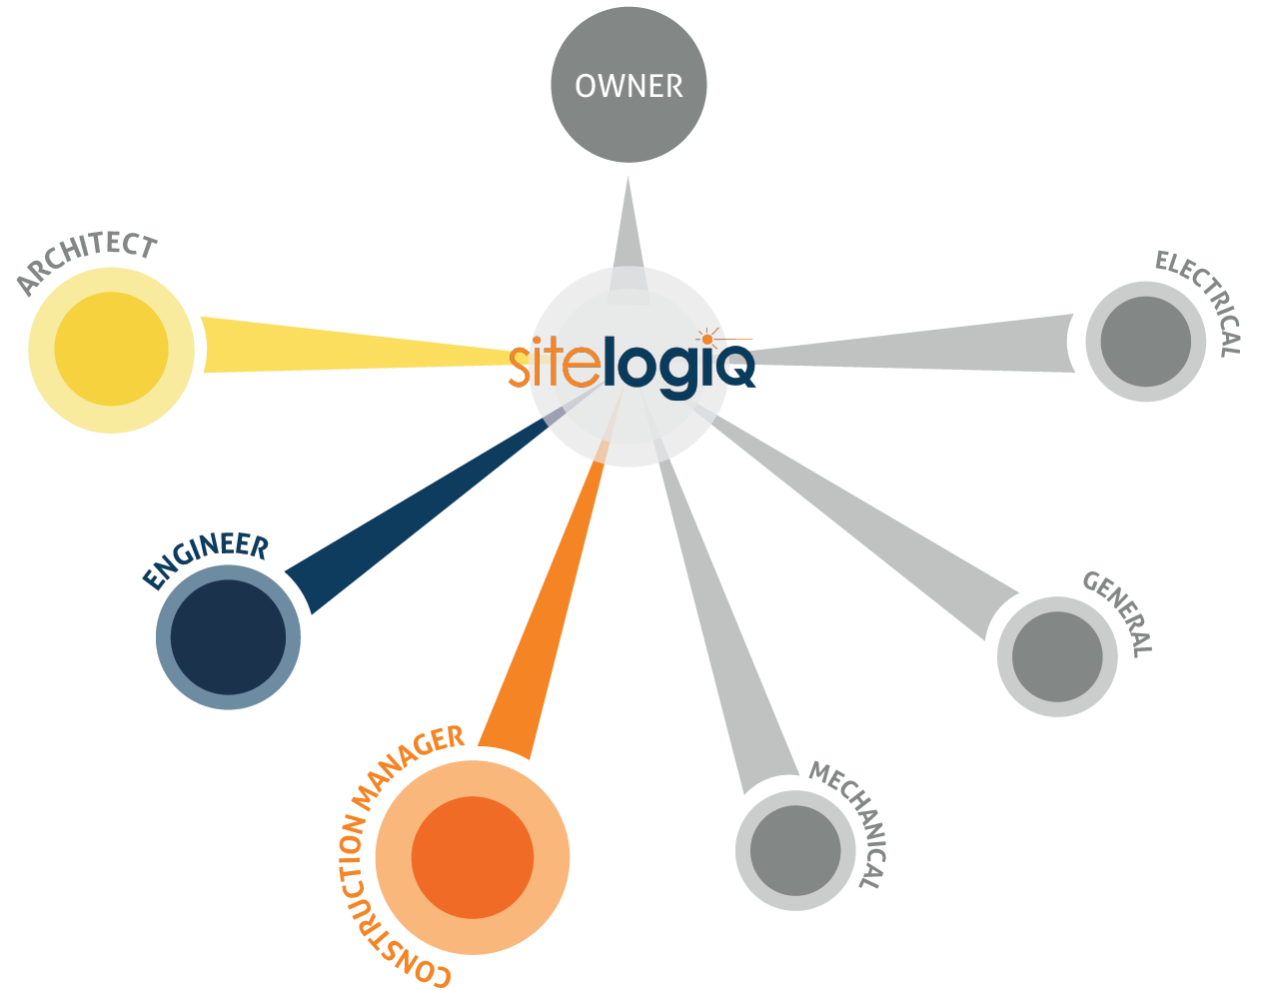 OWNER
ARCHITECT
ELECTRICAL
sitelogiQ
ENGINEER
GENERAL
CONSTRUCTION MANAGER
MECHANICAL